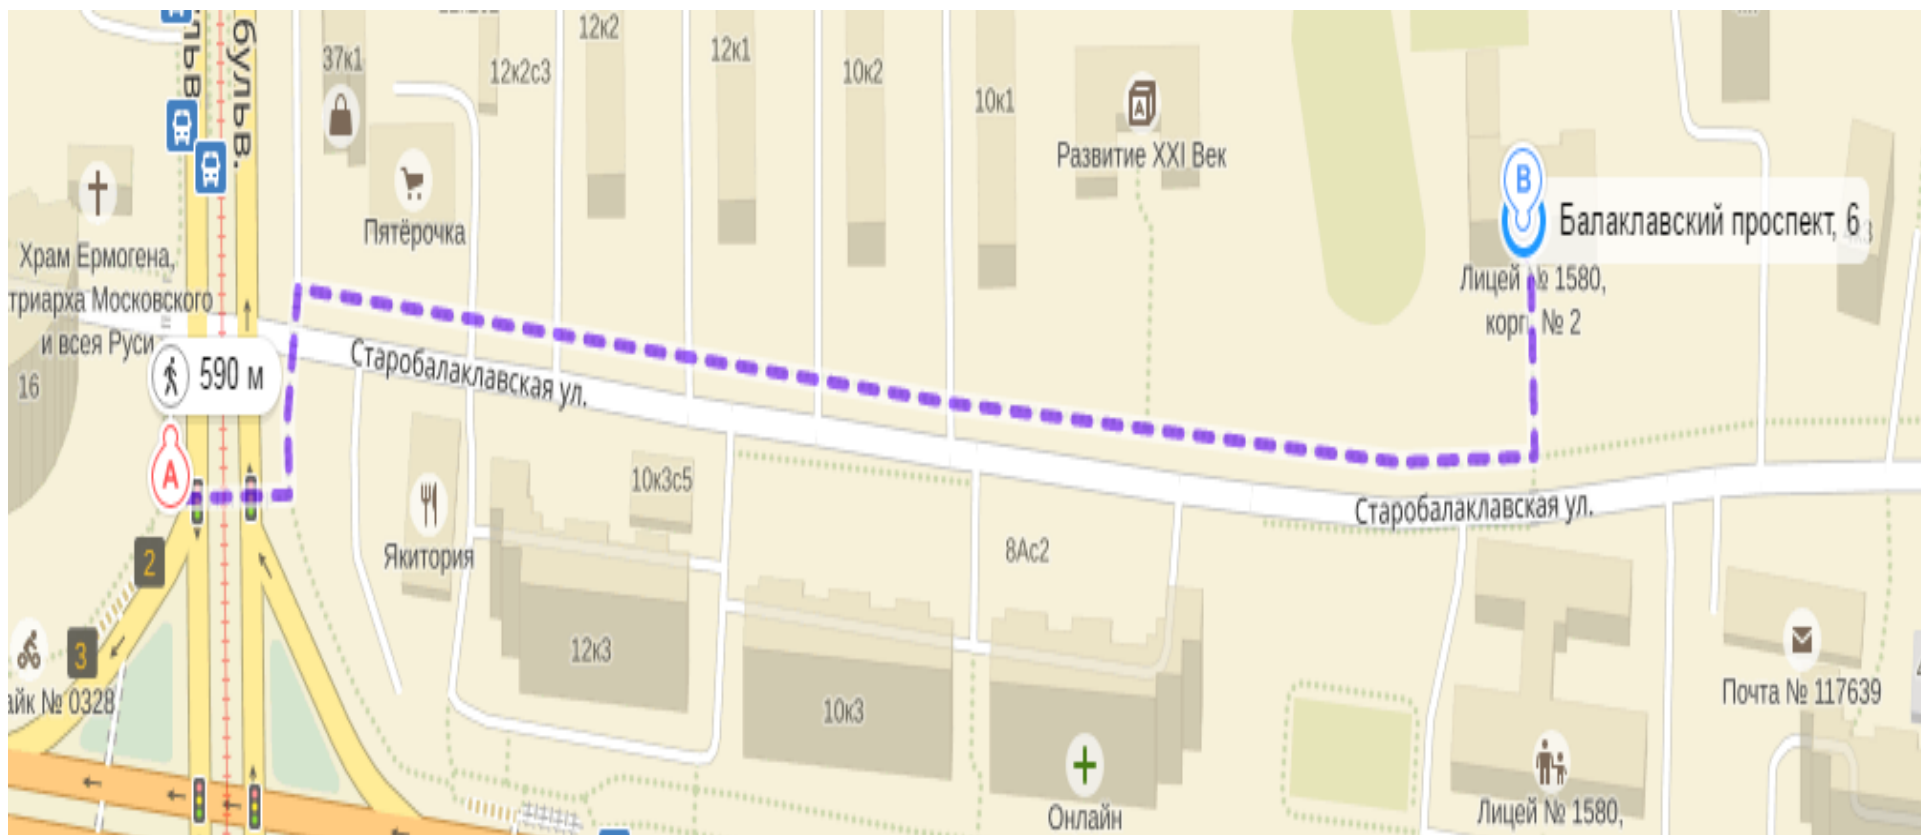 бульв.
37к1
12к2с3
12к2
12к1
10к2
10к1
A
Развитие XXI Век
Пятёрочка
B
Балаклавский проспект, 6
Лицей № 1580,
корп. № 2
Храм Ермогена,
триарха Московского
и всея Руси
16
590 м
A
Старобалаклавская ул.
Старобалаклавская ул.
10к3с5
Якитория
8Ас2
2
3
айк № 0328
12к3
10к3
Онлайн
Почта № 117639
Лицей № 1580,